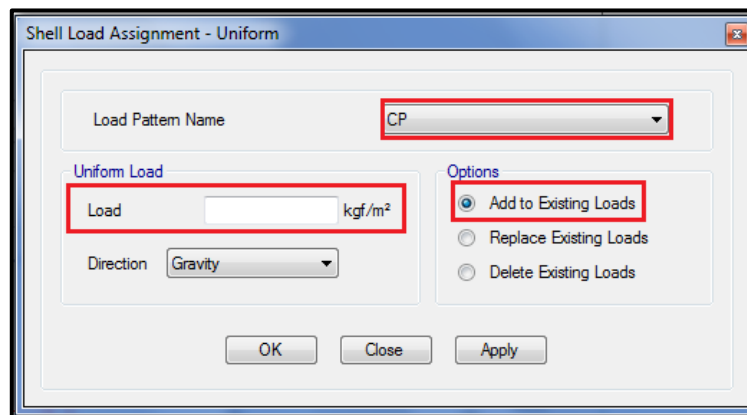 Shell Load Assignment - Uniform
Load Pattern Name
CP
Uniform Load
Load
kgf/m²
Direction
Gravity
Options
Add to Existing Loads
Replace Existing Loads
Delete Existing Loads
OK
Close
Apply